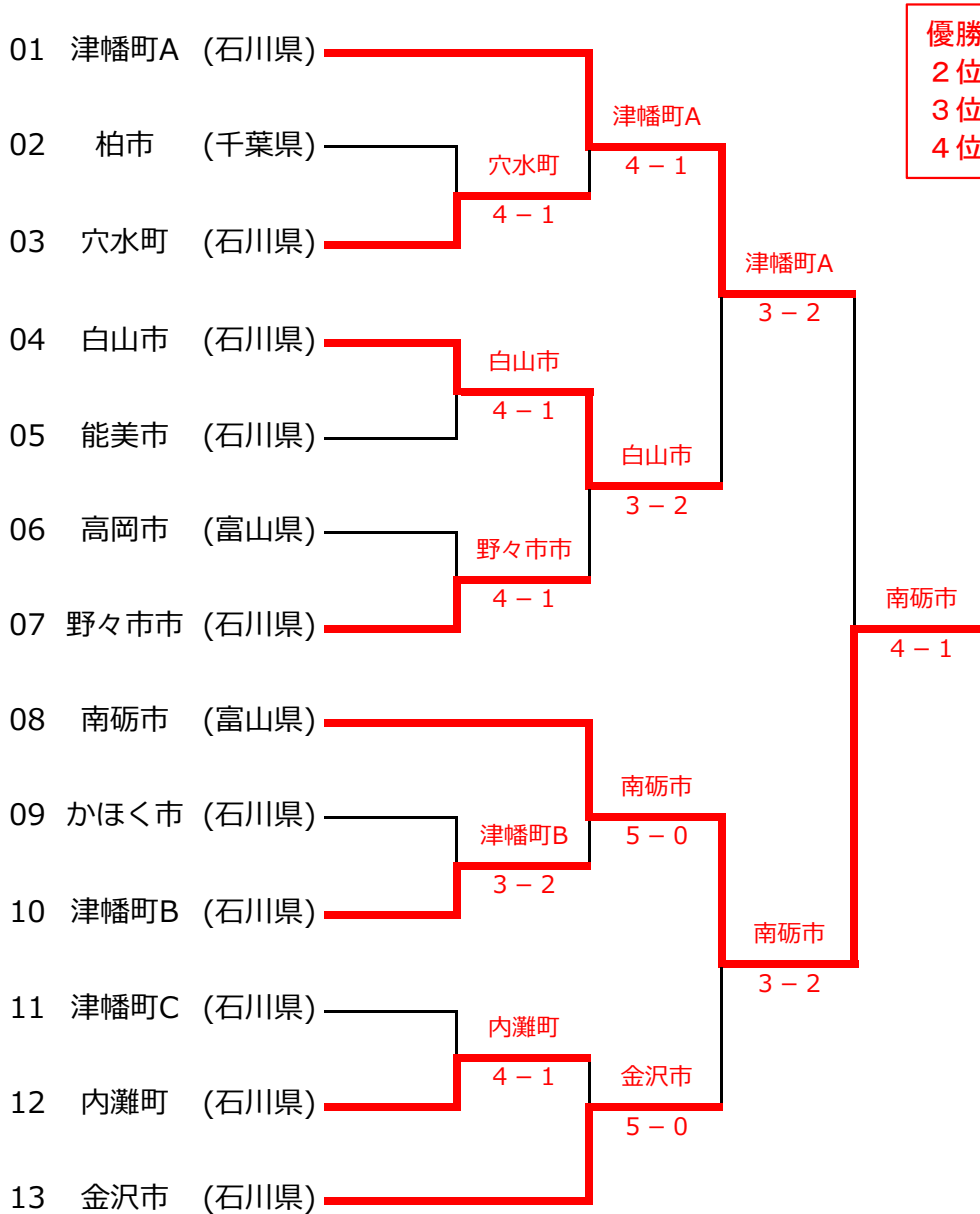 優勝
２位
３位
４位
01 津幡町A (石川県)
02 柏市 (千葉県)
03 穴水町 (石川県)
04 白山市 (石川県)
05 能美市 (石川県)
06 高岡市 (富山県)
07 野々市市 (石川県)
08 南砺市 (富山県)
09 かほく市 (石川県)
10 津幡町B (石川県)
11 津幡町C (石川県)
12 内灘町 (石川県)
13 金沢市 (石川県)
穴水町
4 – 1
白山市
4 – 1
野々市市
4 – 1
津幡町B
3 – 2
内灘町
4 – 1
津幡町A
4 – 1
白山市
3 – 2
南砺市
5 – 0
金沢市
5 – 0
津幡町A
3 – 2
南砺市
3 – 2
南砺市
4 – 1